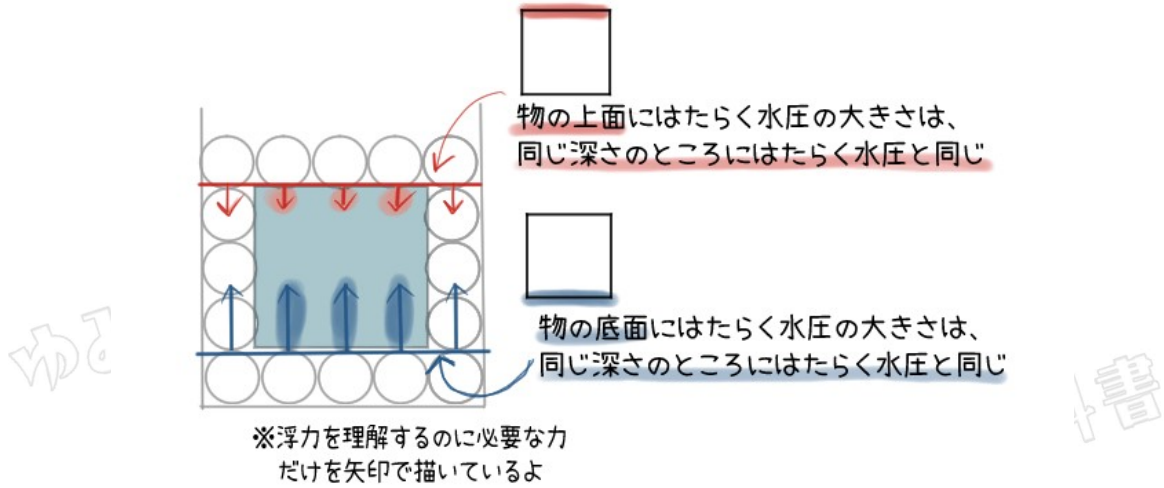 物の上面にはたらく水圧の大きさは、
同じ深さのところにはたらく水圧と同じ
物の底面にはたらく水圧の大きさは、
同じ深さのところにはたらく水圧と同じ
※浮力を理解するのに必要な力
だけを矢印で描いているよ
ゆ
書